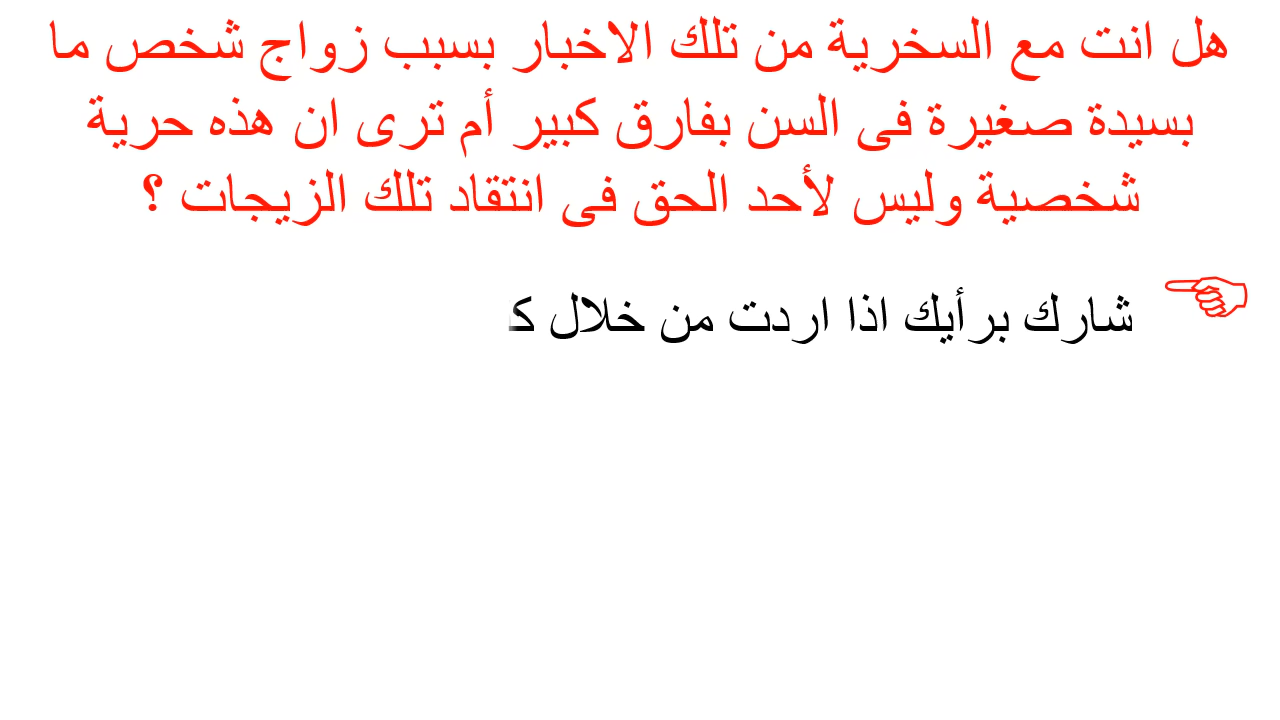 هل انت مع السخرية من تلك الاخبار بسبب زواج شخص ما
بسيدة صغيرة فى السن بفارق كبير أم ترى ان هذه حرية
شخصية وليس لأحد الحق فى انتقاد تلك الزيجات ؟
شارك برأيك اذا اردت من خلال